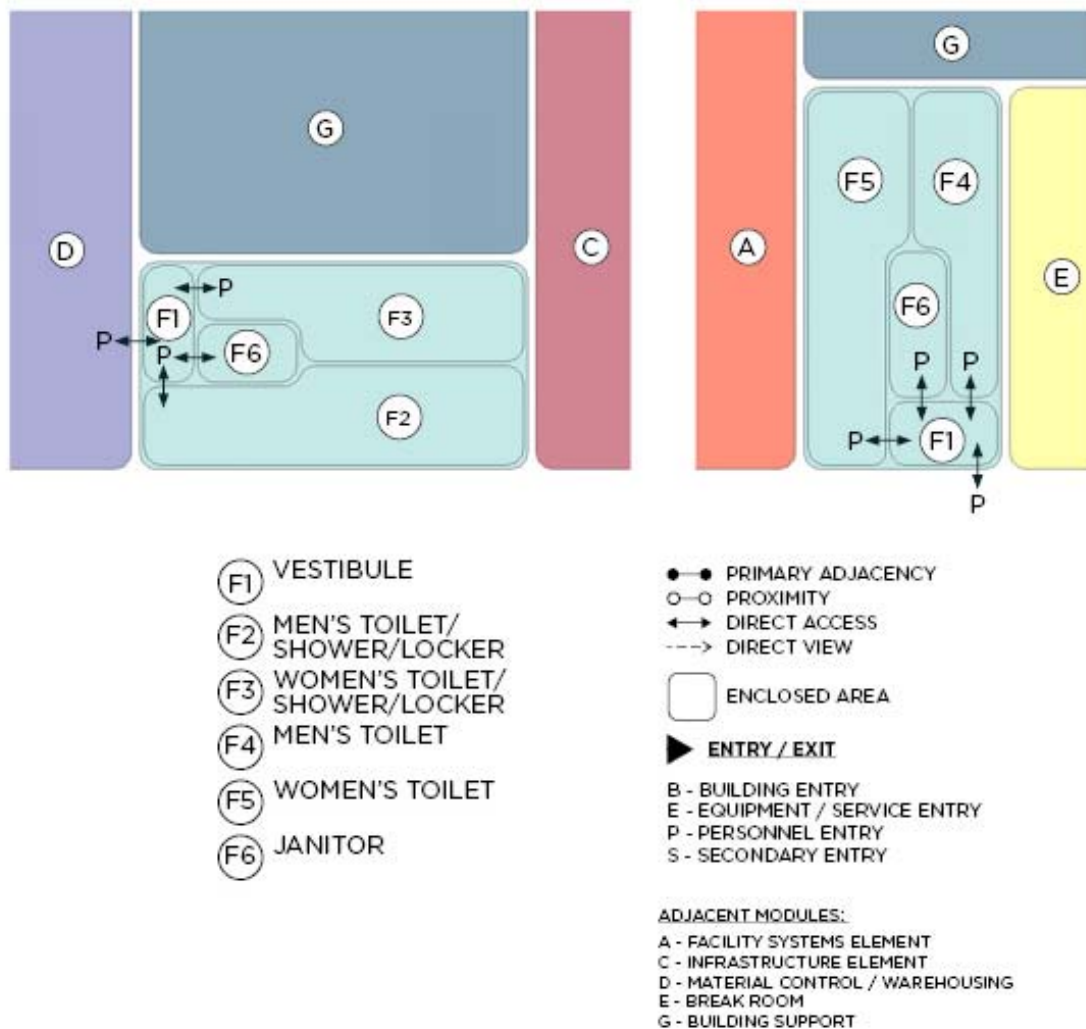 G
G
F5
F4
D
C
A
E
F1
P
F3
F6
P
F6
P
P
P
F2
P
F1
P
F1
VESTIBULE
F2
MEN'S TOILET/
SHOWER/LOCKER
F3
WOMEN'S TOILET/
SHOWER/LOCKER
F4
MEN'S TOILET
F5
WOMEN'S TOILET
F6
JANITOR
PRIMARY ADJACENCY
PROXIMITY
DIRECT ACCESS
DIRECT VIEW
ENCLOSED AREA
ENTRY / EXIT
B - BUILDING ENTRY
E - EQUIPMENT / SERVICE ENTRY
P - PERSONNEL ENTRY
S - SECONDARY ENTRY
ADJACENT MODULES:
A - FACILITY SYSTEMS ELEMENT
C - INFRASTRUCTURE ELEMENT
D - MATERIAL CONTROL / WAREHOUSING
E - BREAK ROOM
G - BUILDING SUPPORT